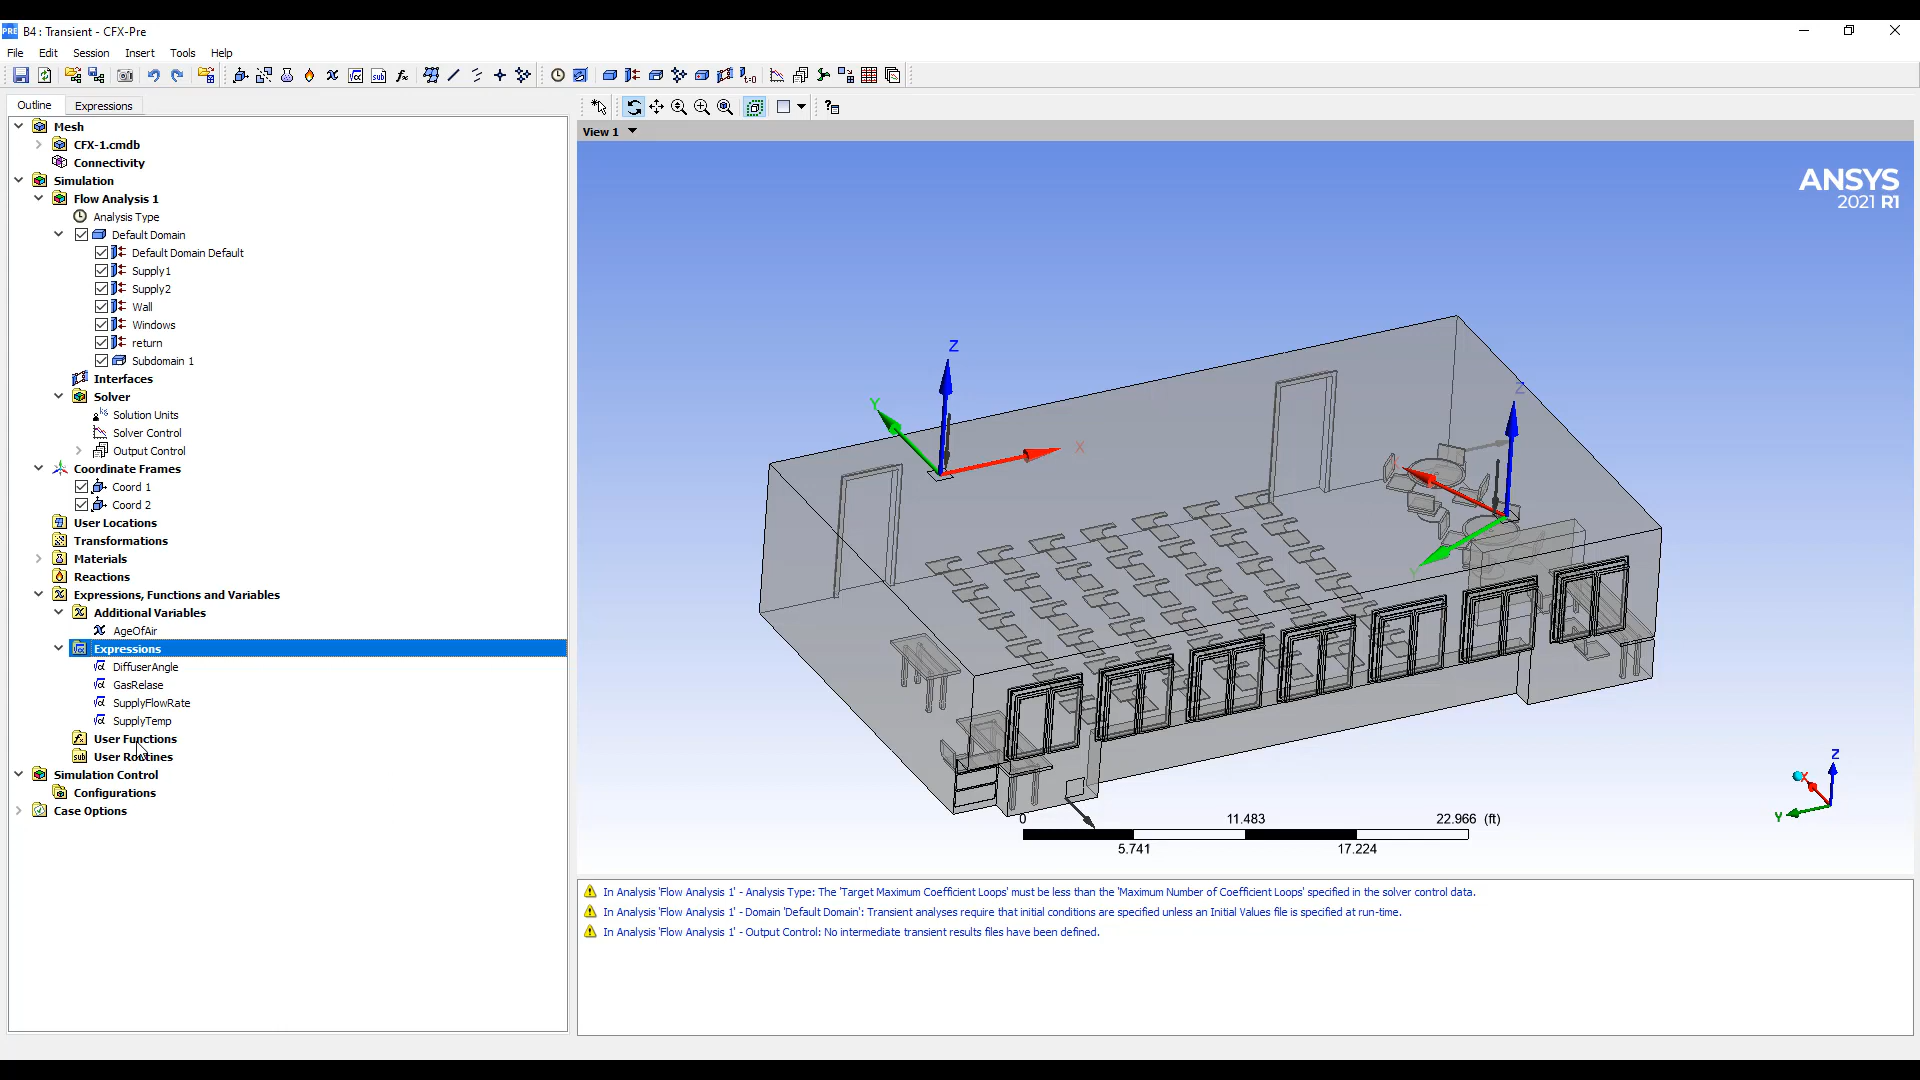 PRE B4 : Transient - CFX-Pre
File Edit Session Insert Tools Help
Outline Expressions
Mesh
CFX-1.cmdb
Connectivity
Simulation
Flow Analysis 1
Analysis Type
Default Domain
Default Domain Default
Supply1
Supply2
Wall
Windows
return
Subdomain 1
Interfaces
Solver
Solution Units
Solver Control
Output Control
Coordinate Frames
Coord 1
Coord 2
User Locations
Transformations
Materials
Reactions
Expressions, Functions and Variables
Additional Variables
AgeOfAir
Expressions
DiffuserAngle
GasRelase
SupplyFlowRate
SupplyTemp
User Functions
User Routines
Simulation Control
Configurations
Case Options
View 1
ANSYS
2021 R1
Z
Y
X
Z
X
Y
Z
X
Y
0 11.483 22.966 (ft)
5.741 17.224
In Analysis 'Flow Analysis 1' - Analysis Type: The 'Target Maximum Coefficient Loops' must be less than the 'Maximum Number of Coefficient Loops' specified in the solver control data.
In Analysis 'Flow Analysis 1' - Domain 'Default Domain': Transient analyses require that initial conditions are specified unless an Initial Values file is specified at run-time.
In Analysis 'Flow Analysis 1' - Output Control: No intermediate transient results files have been defined.